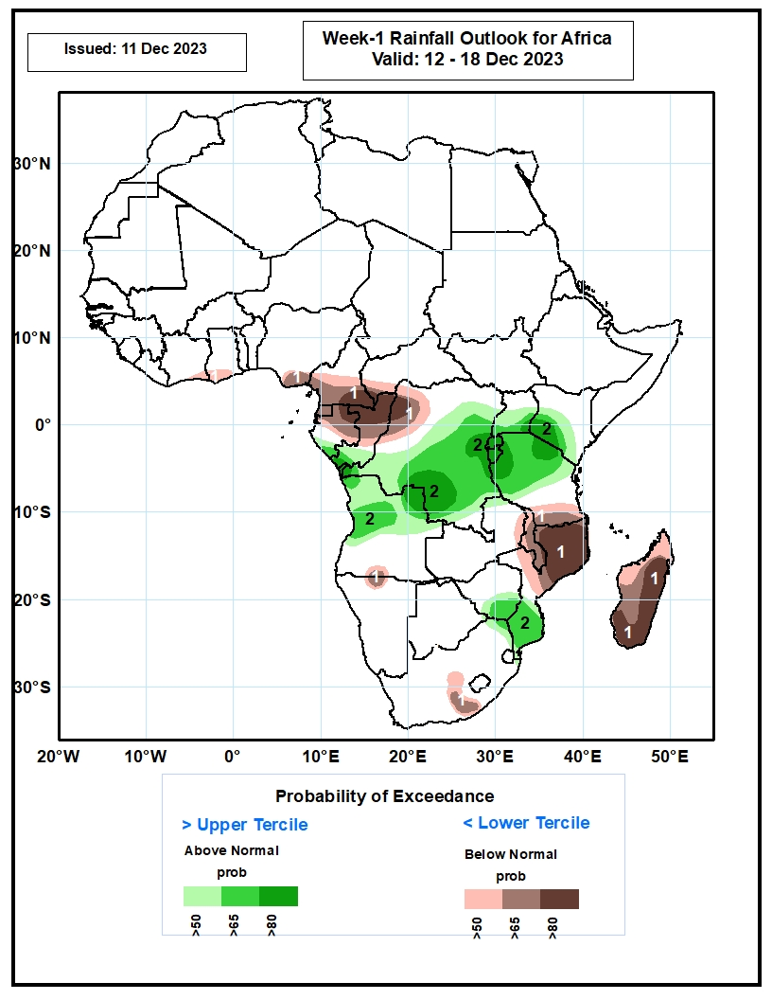 Issued: 11 Dec 2023
Week-1 Rainfall Outlook for Africa
Valid: 12 - 18 Dec 2023
30°N
20°N
10°N
0°
10°S
20°S
30°S
1
1
1
1
2
2
2
2
1
1
1
1
2
1
1
20°W
10°W
0°
10°E
20°E
30°E
40°E
50°E
Probability of Exceedance
> Upper Tercile
< Lower Tercile
Above Normal
Below Normal
prob
prob
>50
>65
>80
>50
>65
>80